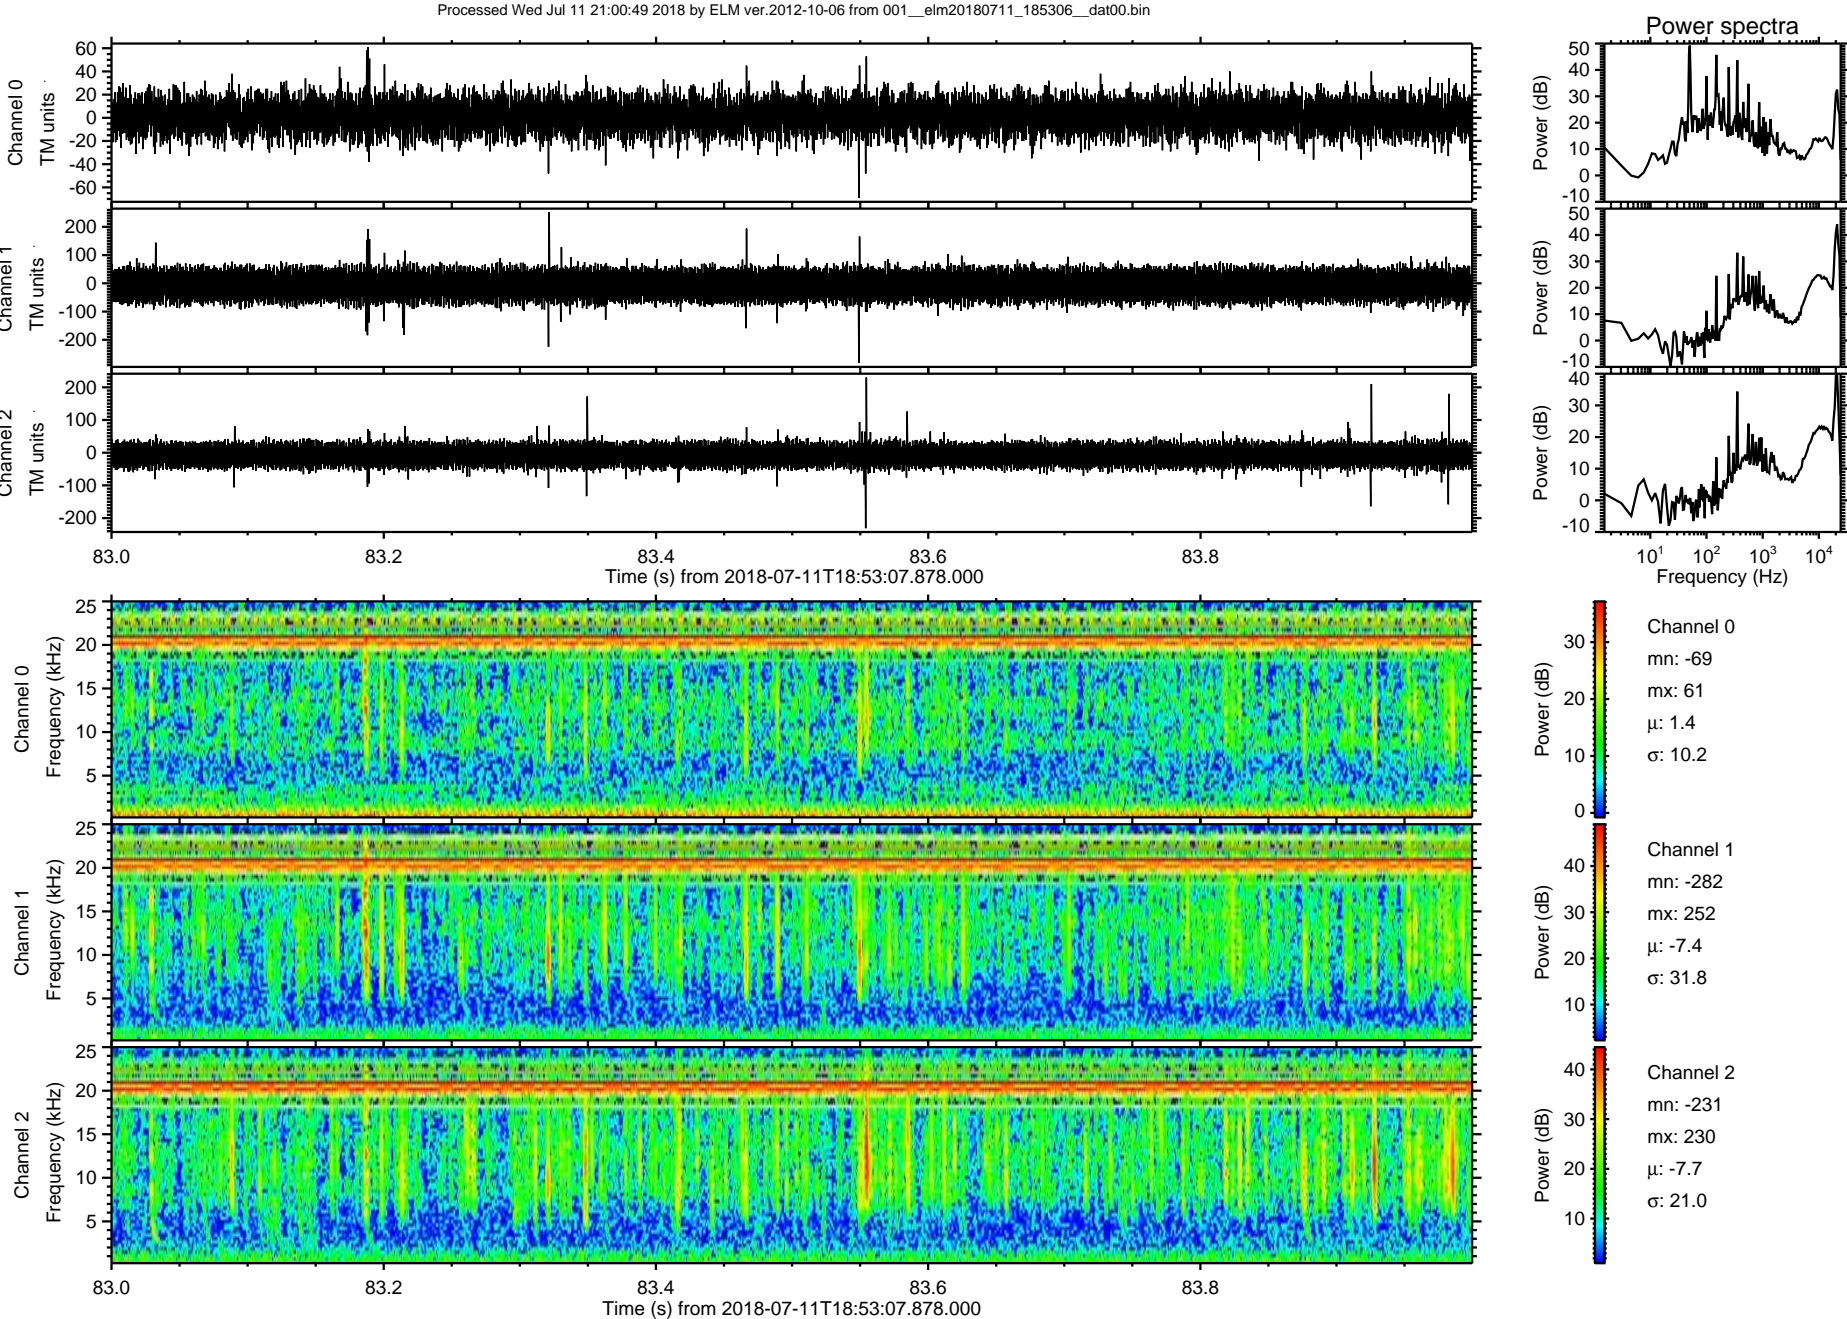 Processed Wed Jul 11 21:00:49 2018 by ELM ver.2012-10-06 from 001__elm20180711_185306__dat00.bin
Power spectra
Channel 0
TM units
60
40
20
0
-20
-40
-60
Power (dB)
50
40
30
20
10
0
-10
Channel 1
TM units
200
100
0
-100
-200
Power (dB)
50
40
30
20
10
0
-10
Channel 2
TM units
200
100
0
-100
-200
Power (dB)
40
30
20
10
0
-10
83.0 83.2 83.4 83.6 83.8
Time (s) from 2018-07-11T18:53:07.878.000
10^1 10^2 10^3 10^4
Frequency (Hz)
Channel 0
Frequency (kHz)
25
20
15
10
5
Power (dB)
30
20
10
0
Channel 0
mn: -69
mx: 61
μ: 1.4
σ: 10.2
Channel 1
Frequency (kHz)
25
20
15
10
5
Power (dB)
40
30
20
10
Channel 1
mn: -282
mx: 252
μ: -7.4
σ: 31.8
Channel 2
Frequency (kHz)
25
20
15
10
5
Power (dB)
40
30
20
10
Channel 2
mn: -231
mx: 230
μ: -7.7
σ: 21.0
83.0 83.2 83.4 83.6 83.8
Time (s) from 2018-07-11T18:53:07.878.000